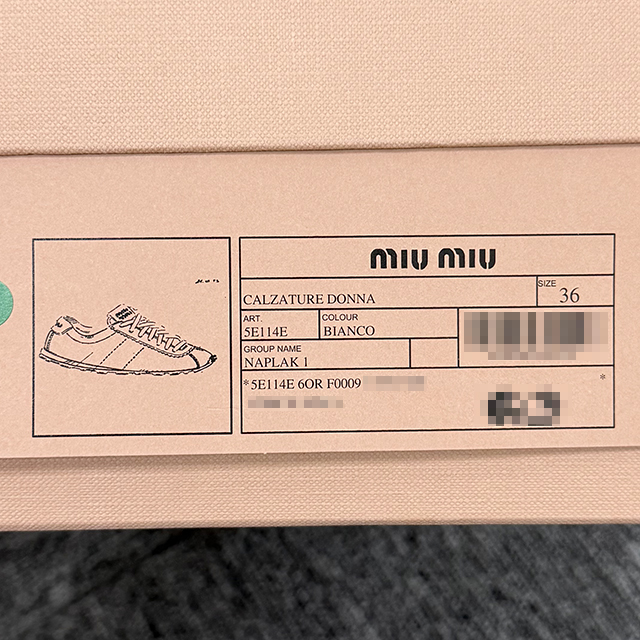 miu miu
CALZATURE DONNA
SIZE
36
ART.
5E114E
COLOUR
BIANCO
GROUP NAME
NAPLAK 1
*5E114E 6OR F0009
*